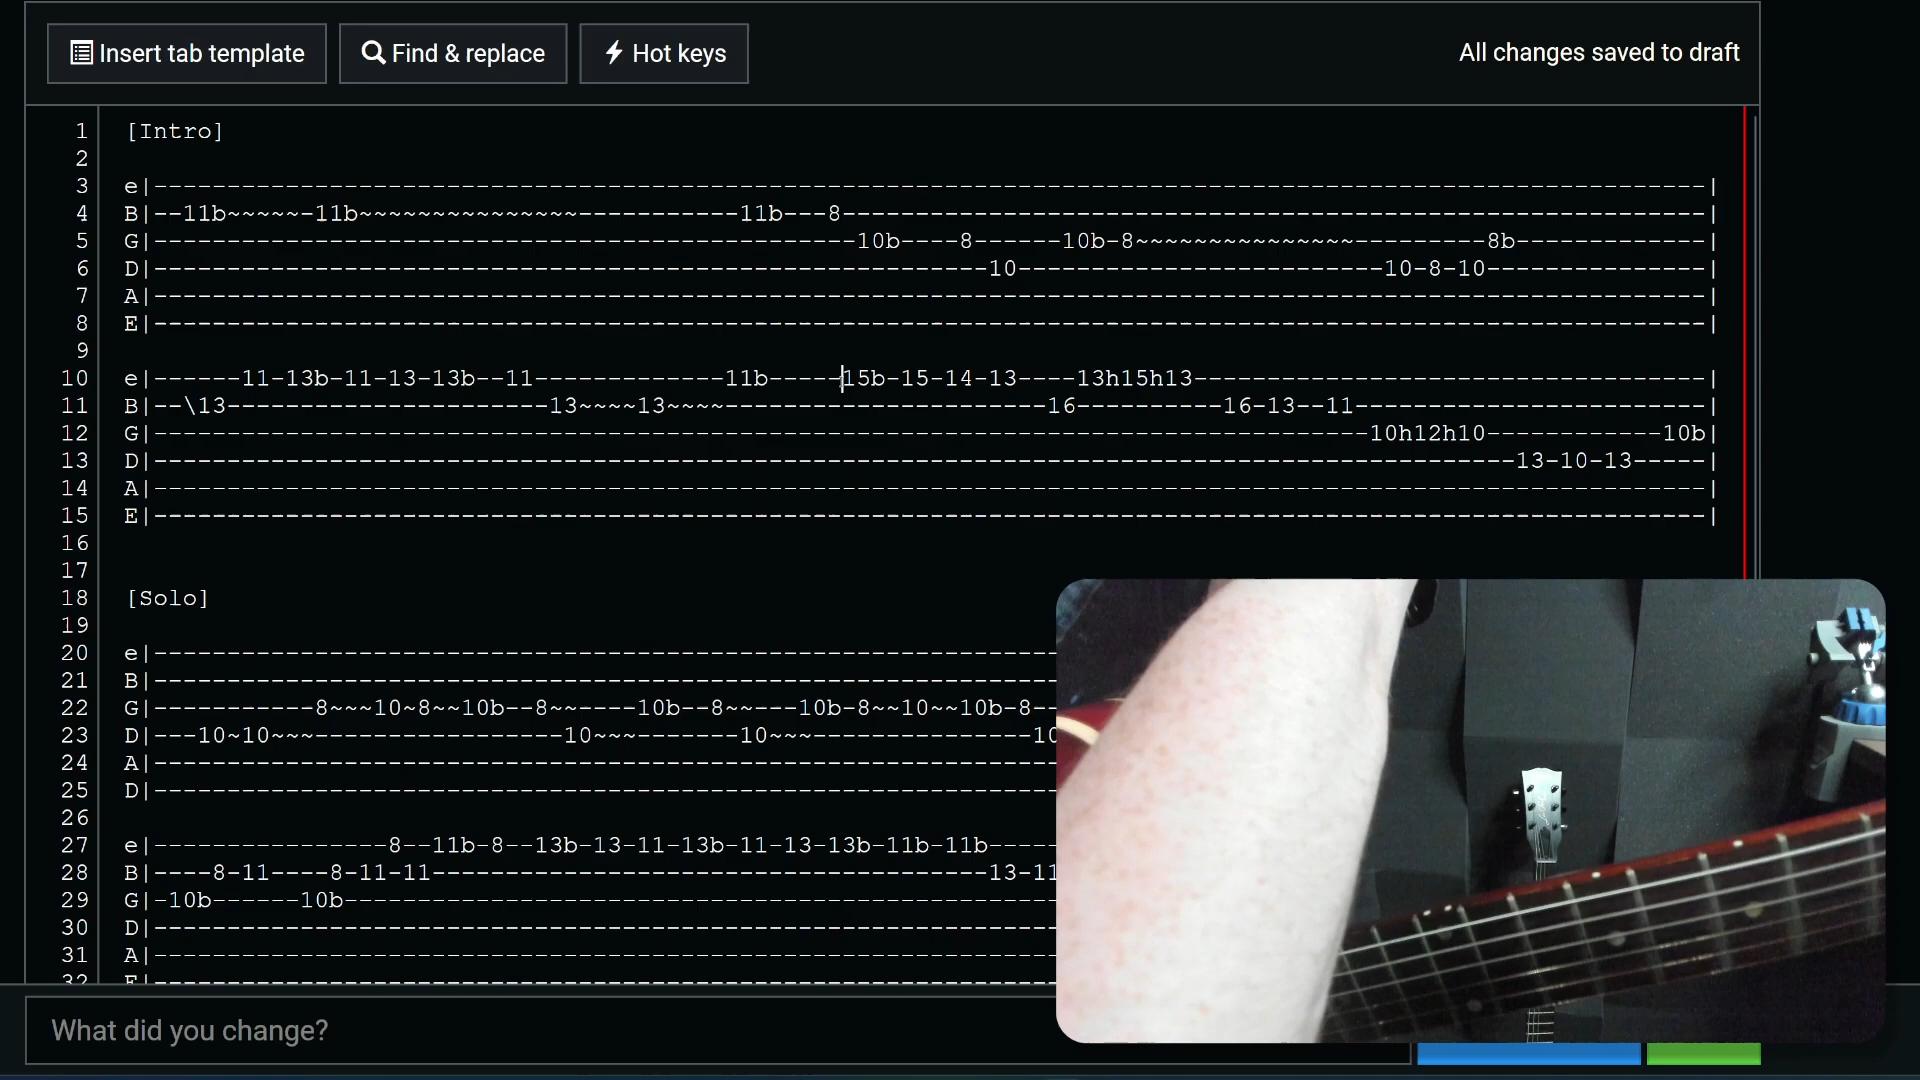 Insert tab template Find & replace Hot keys All changes saved to draft
1 [Intro]
2
3 e|----------------------------------------------------------------------------------------------------------|
4 B|--11b~~~~~~-11b~~~~~~~~~~~~~~~-----------11b---8-----------------------------------------------------------|
5 G|------------------------------------------------10b----8------10b-8~~~~~~~~~~~~~~~---------8b-------------|
6 D|---------------------------------------------------------10-------------------------10-8-10---------------|
7 A|----------------------------------------------------------------------------------------------------------|
8 E|----------------------------------------------------------------------------------------------------------|
9
10 e|------11-13b-11-13-13b--11-------------11b-----15b-15-14-13----13h15h13-----------------------------------|
11 B|--\13----------------------13~~~~13~~~~----------------------16----------16-13--11------------------------|
12 G|-----------------------------------------------------------------------------------10h12h10------------10b|
13 D|---------------------------------------------------------------------------------------------13-10-13-----|
14 A|----------------------------------------------------------------------------------------------------------|
15 E|----------------------------------------------------------------------------------------------------------|
16
17
18 [Solo]
19
20 e|--------------------------------------------------------------
21 B|--------------------------------------------------------------
22 G|-----------8~~~10~8~~10b--8~~-----10b--8~~-----10b-8~~10~~10b-8--
23 D|---10~10~~~-----------------10~~~-------10~~~---------------10
24 A|--------------------------------------------------------------
25 D|--------------------------------------------------------------
26
27 e|----------------8--11b-8--13b-13-11-13b-11-13-13b-11b-11b-----
28 B|----8-11----8-11-11--------------------------------------13-11
29 G|-10b------10b-------------------------------------------------
30 D|--------------------------------------------------------------
31 A|--------------------------------------------------------------
32 E|--------------------------------------------------------------
What did you change?